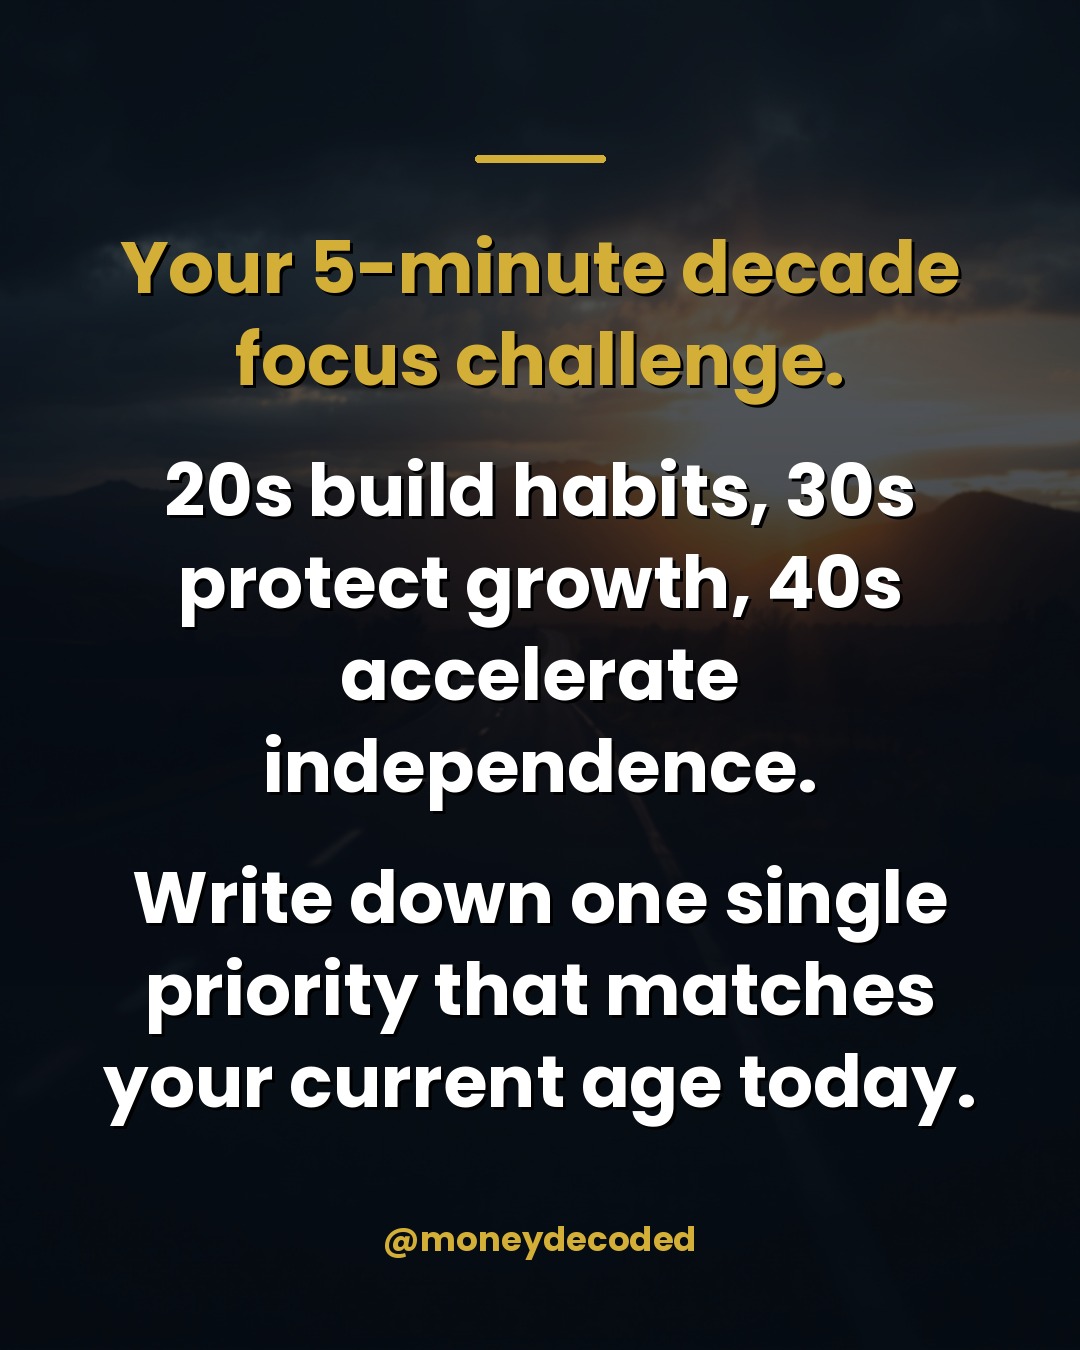 Your 5-minute decade
focus challenge.
20s build habits, 30s
protect growth, 40s
accelerate
independence.
Write down one single
priority that matches
your current age today.
@moneydecoded